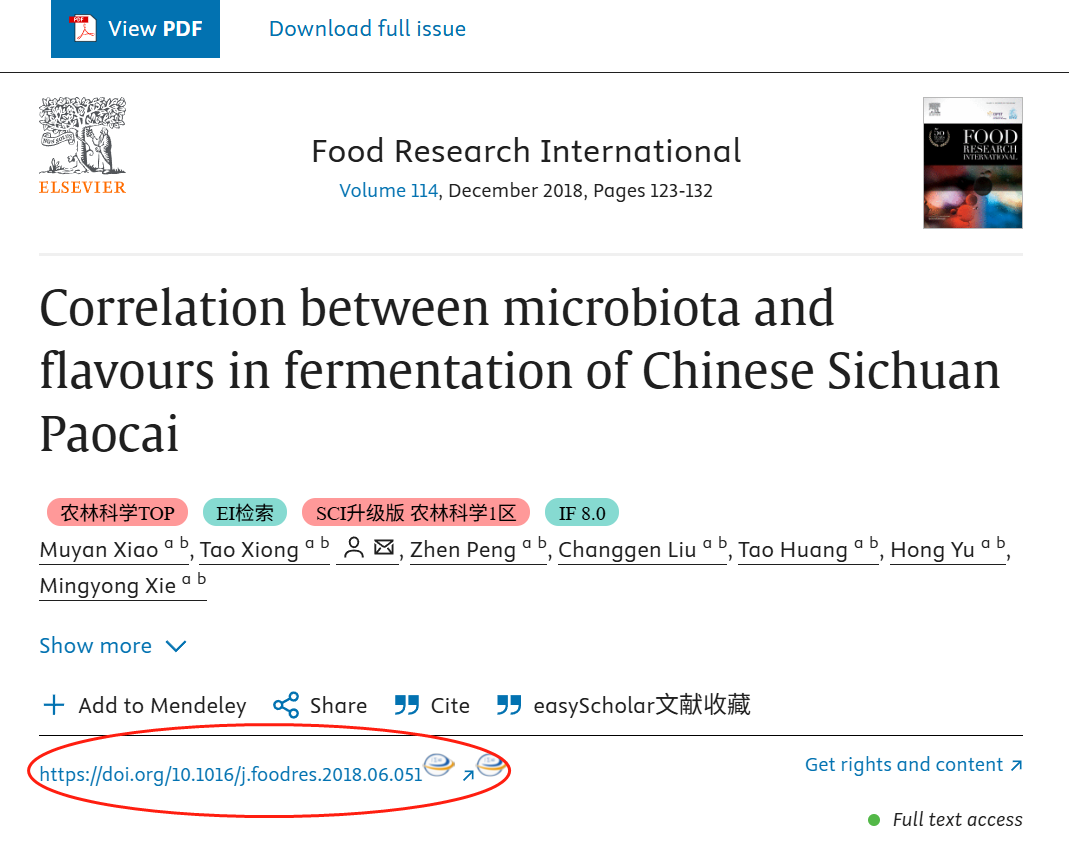 View PDF
Download full issue
ELSEVIER
Food Research International
Volume 114, December 2018, Pages 123-132
FOOD
RESEARCH
INTERNATIONAL
Correlation between microbiota and
flavours in fermentation of Chinese Sichuan
Paocai
农林科学TOP EI检索 SCI升级版 农林科学1区 IF 8.0
Muyan Xiao a b, Tao Xiong a b, Zhen Peng a b, Changgen Liu a b, Tao Huang a b, Hong Yu a b,
Mingyong Xie a b
Show more
Add to Mendeley Share Cite easyScholar文献收藏
https://doi.org/10.1016/j.foodres.2018.06.051
Get rights and content
Full text access